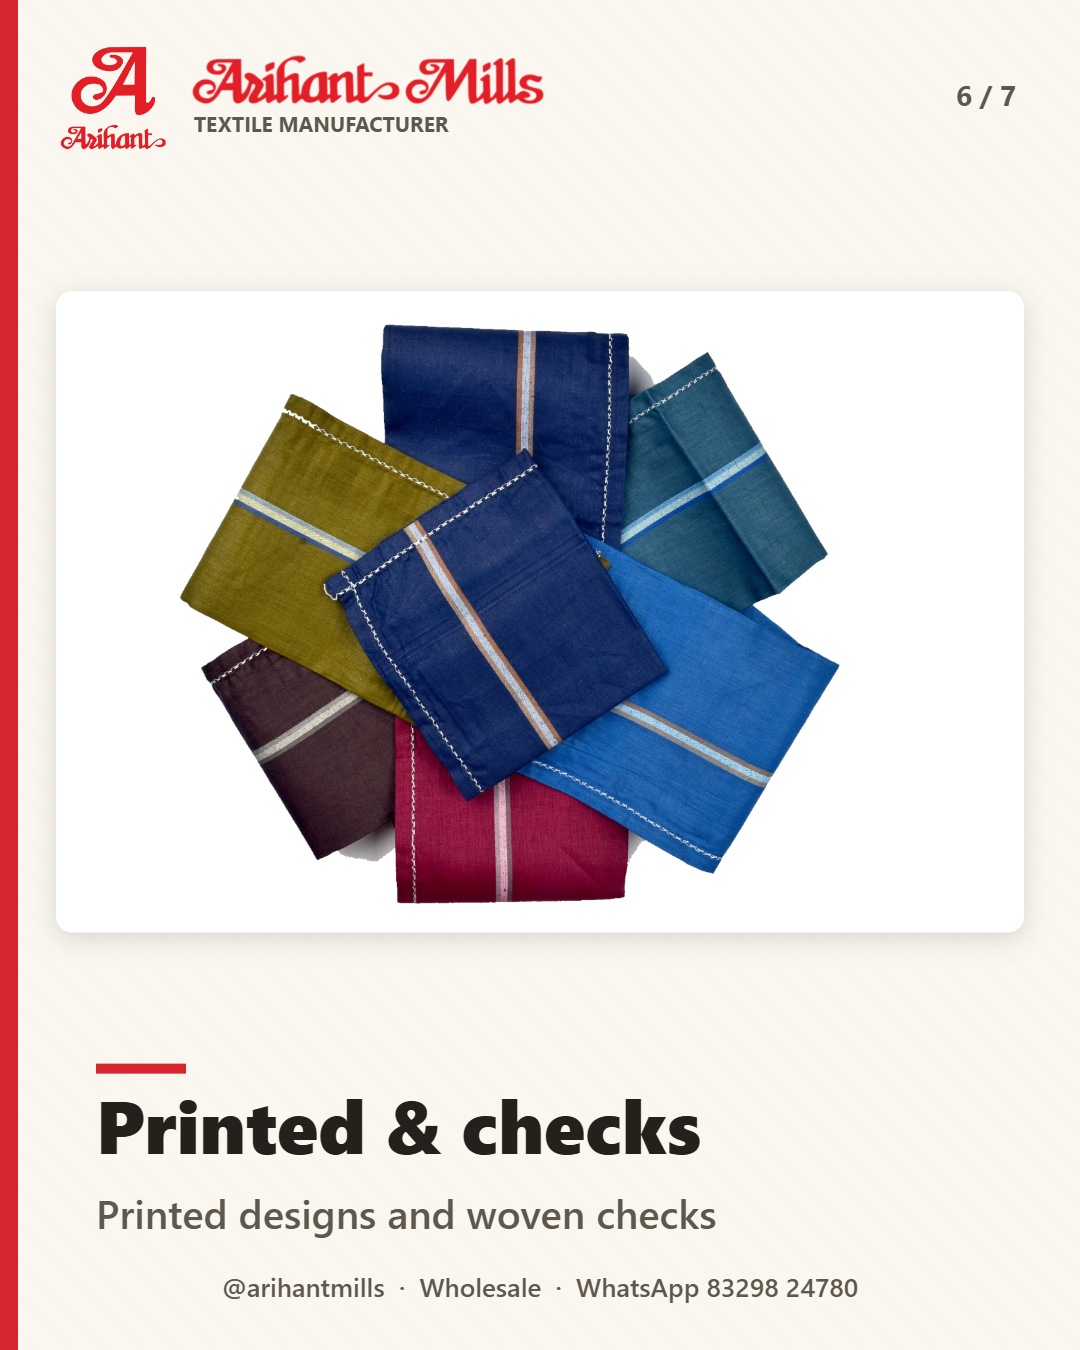 A
Arihant
Arihant Mills
TEXTILE MANUFACTURER
6 / 7
Printed & checks
Printed designs and woven checks
@arihantmills · Wholesale · WhatsApp 83298 24780